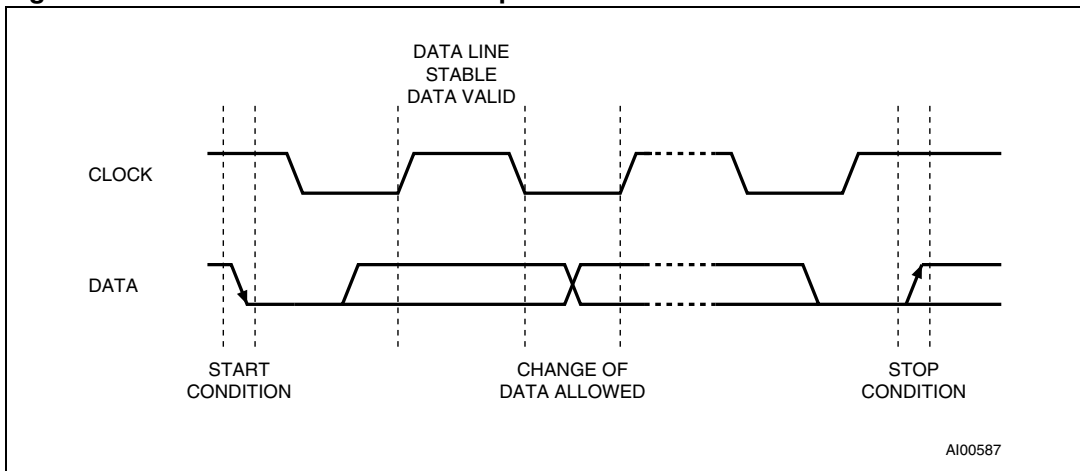 DATA LINE
STABLE
DATA VALID
CLOCK
DATA
START
CONDITION
CHANGE OF
DATA ALLOWED
STOP
CONDITION
AI00587